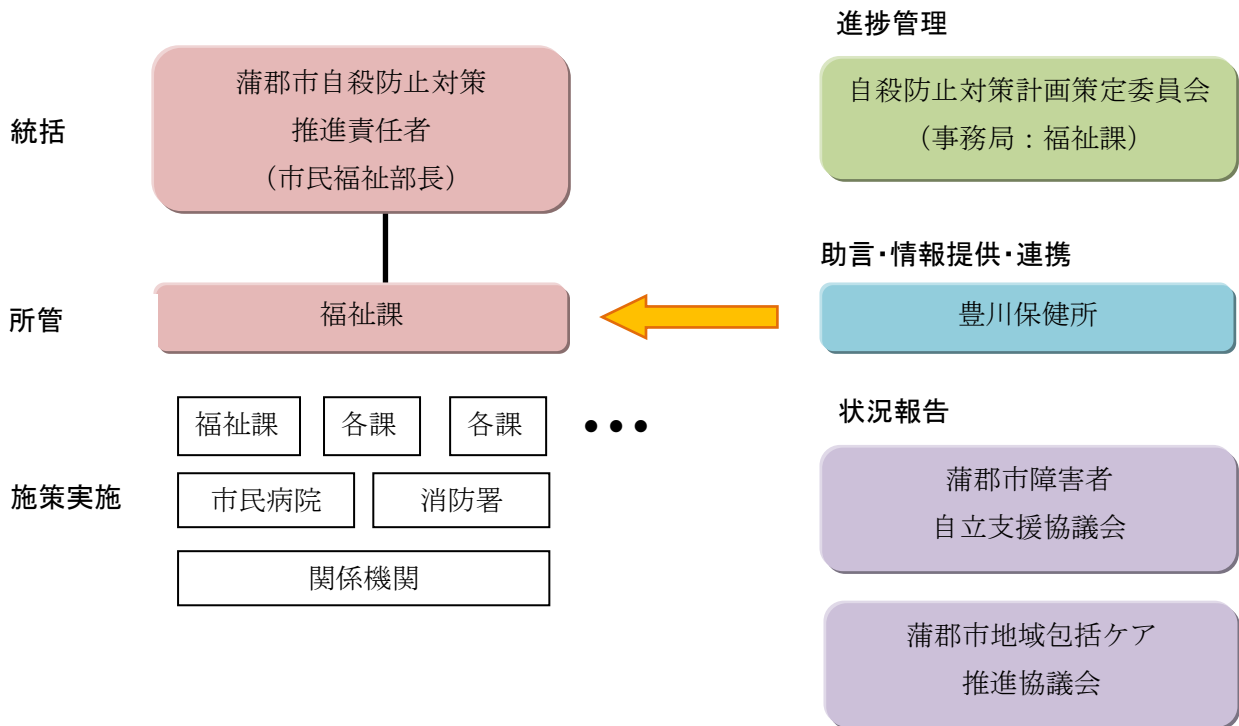 進捗管理
蒲郡市自殺防止対策
推進責任者
(市民福祉部長)
統括
自殺防止対策計画策定委員会
(事務局:福祉課)
助言・情報提供・連携
所管
福祉課
豊川保健所
福祉課
各課
各課
•••
状況報告
施策実施
市民病院
消防署
関係機関
蒲郡市障害者
自立支援協議会
蒲郡市地域包括ケア
推進協議会